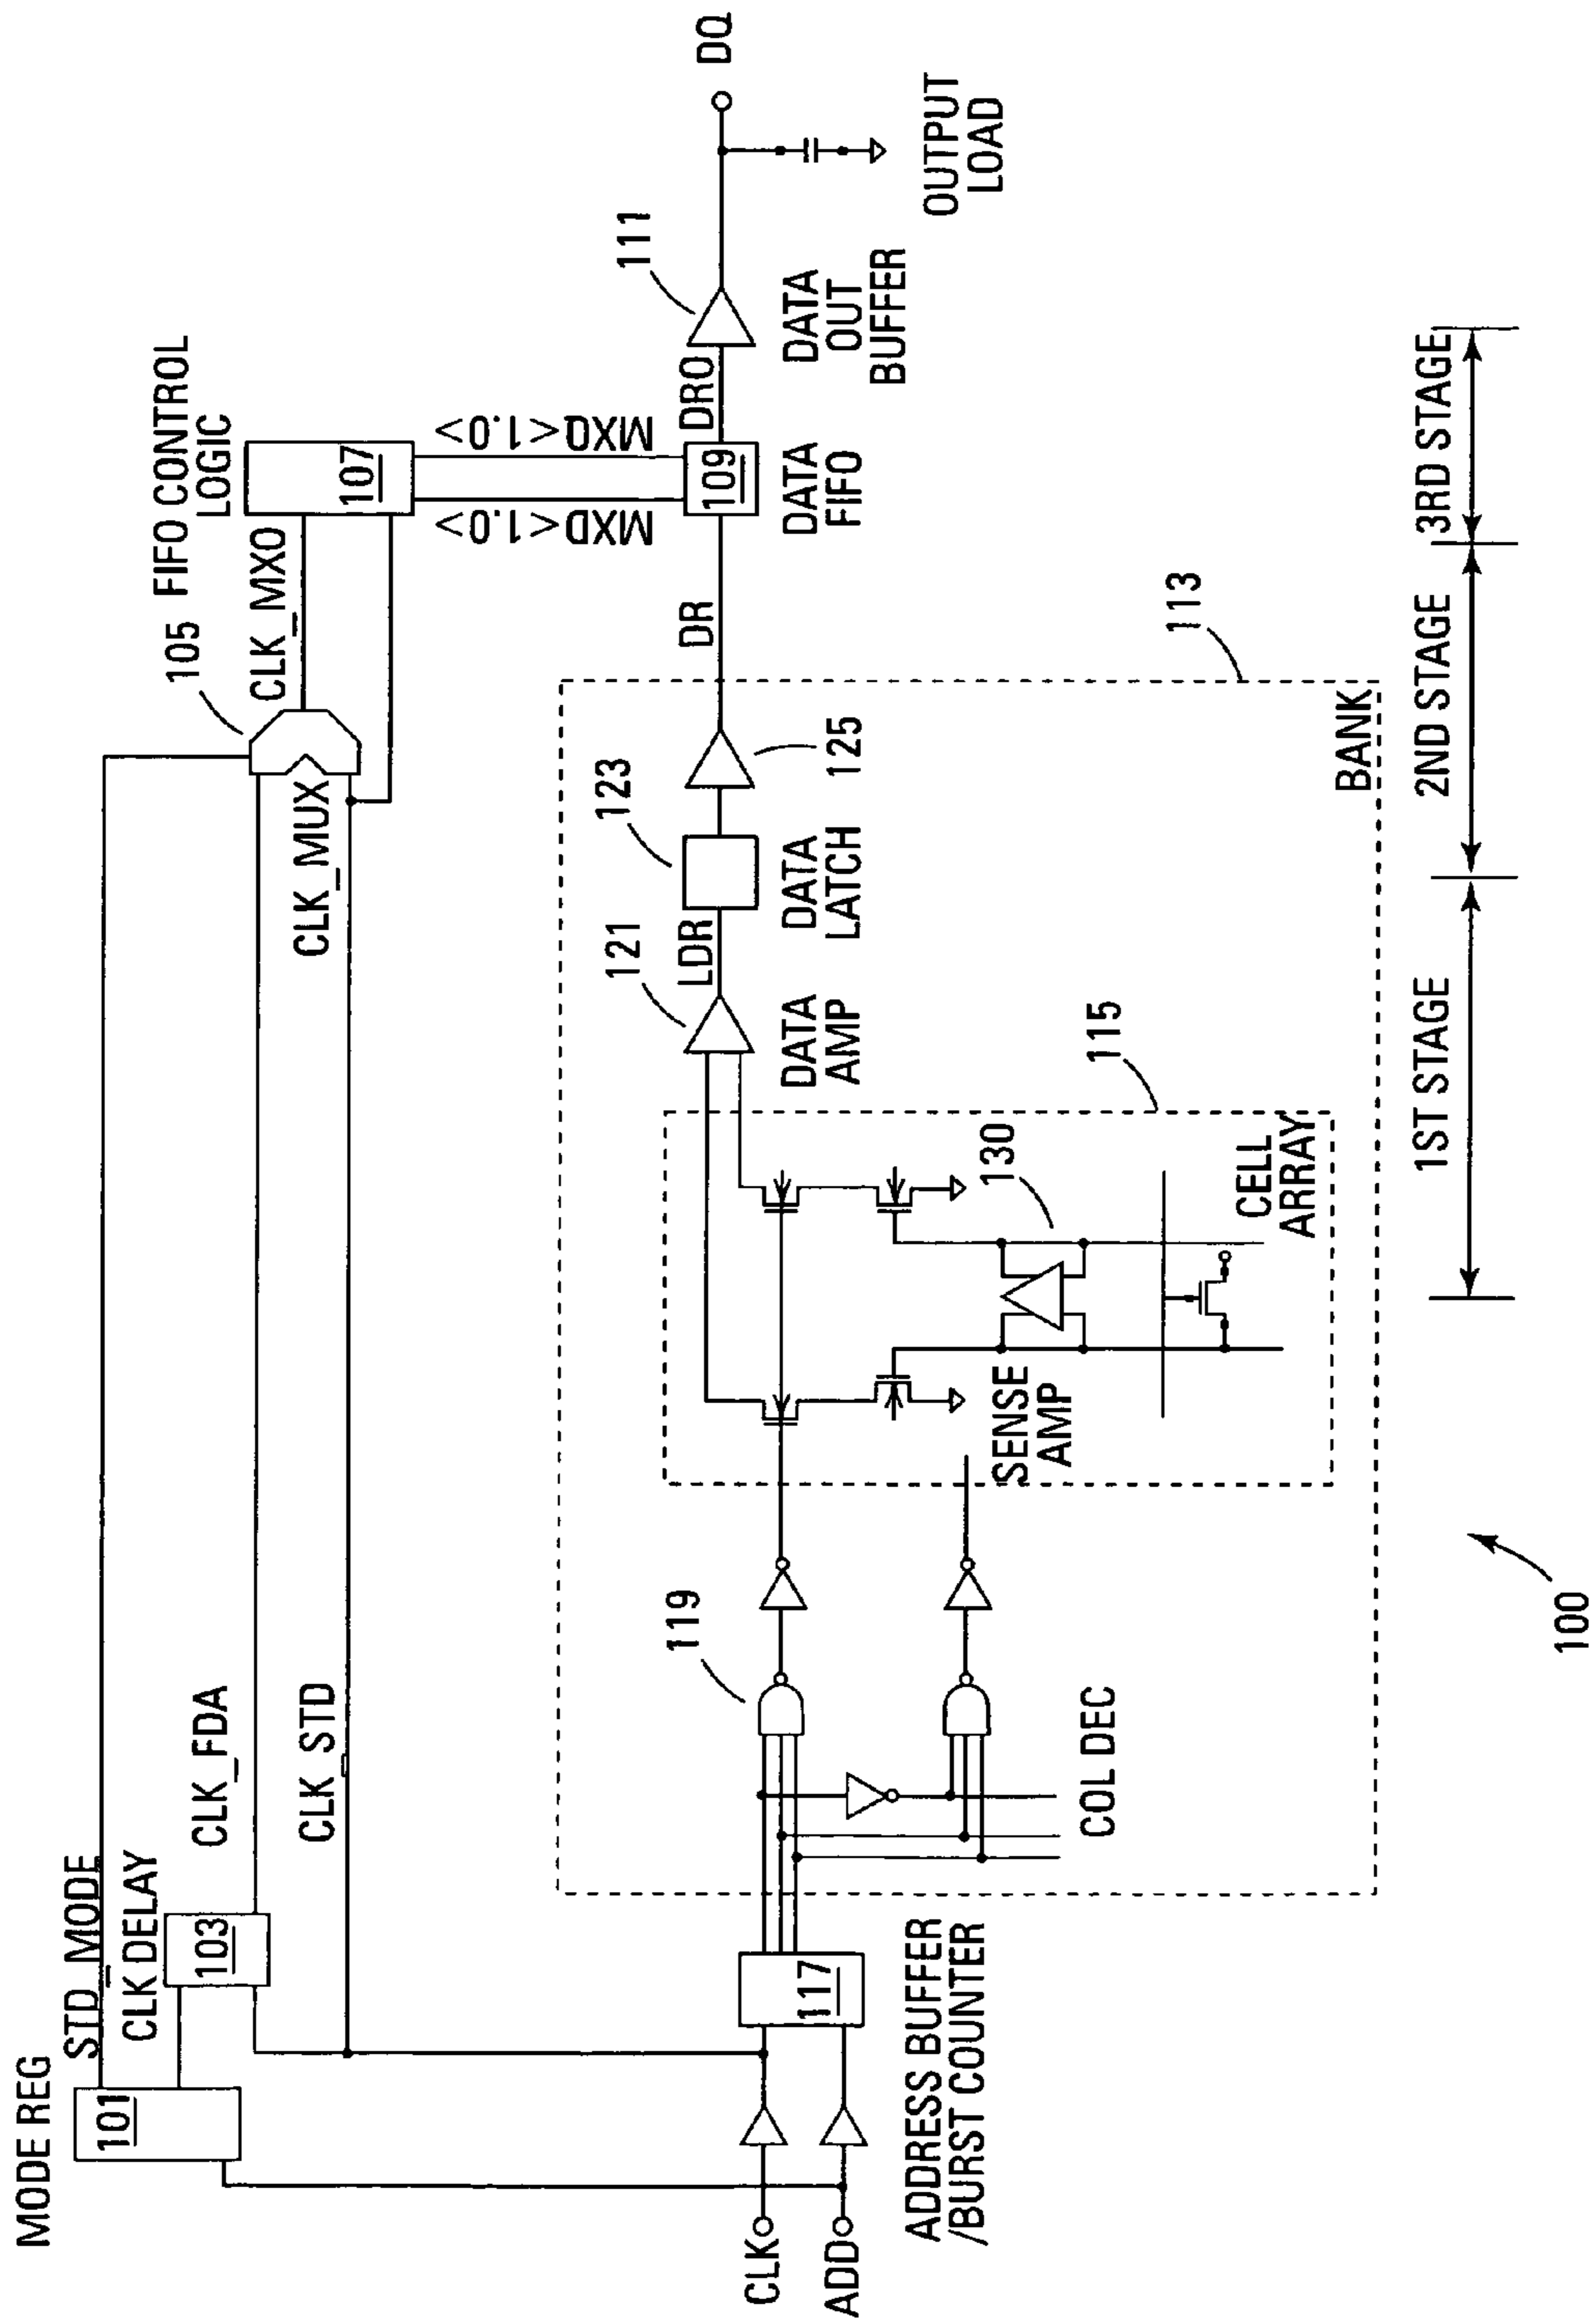 MODE REG
101
STD_MODE
CLK DELAY
103
CLK_FDA
CLK_STD
105
CLK_MUX
CLK_MXO
FIFO CONTROL
LOGIC
107
MXD<1.0>
MXQ<1.0>
CLK
ADD
117
ADDRESS BUFFER
/BURST COUNTER
119
COL DEC
SENSE
AMP
130
CELL
ARRAY
115
121
DATA
AMP
LDR
123
DATA
LATCH
125
BANK
113
DR
109
DATA
FIFO
DRO
111
DATA
OUT
BUFFER
DQ
OUTPUT
LOAD
1ST STAGE
2ND STAGE
3RD STAGE
100